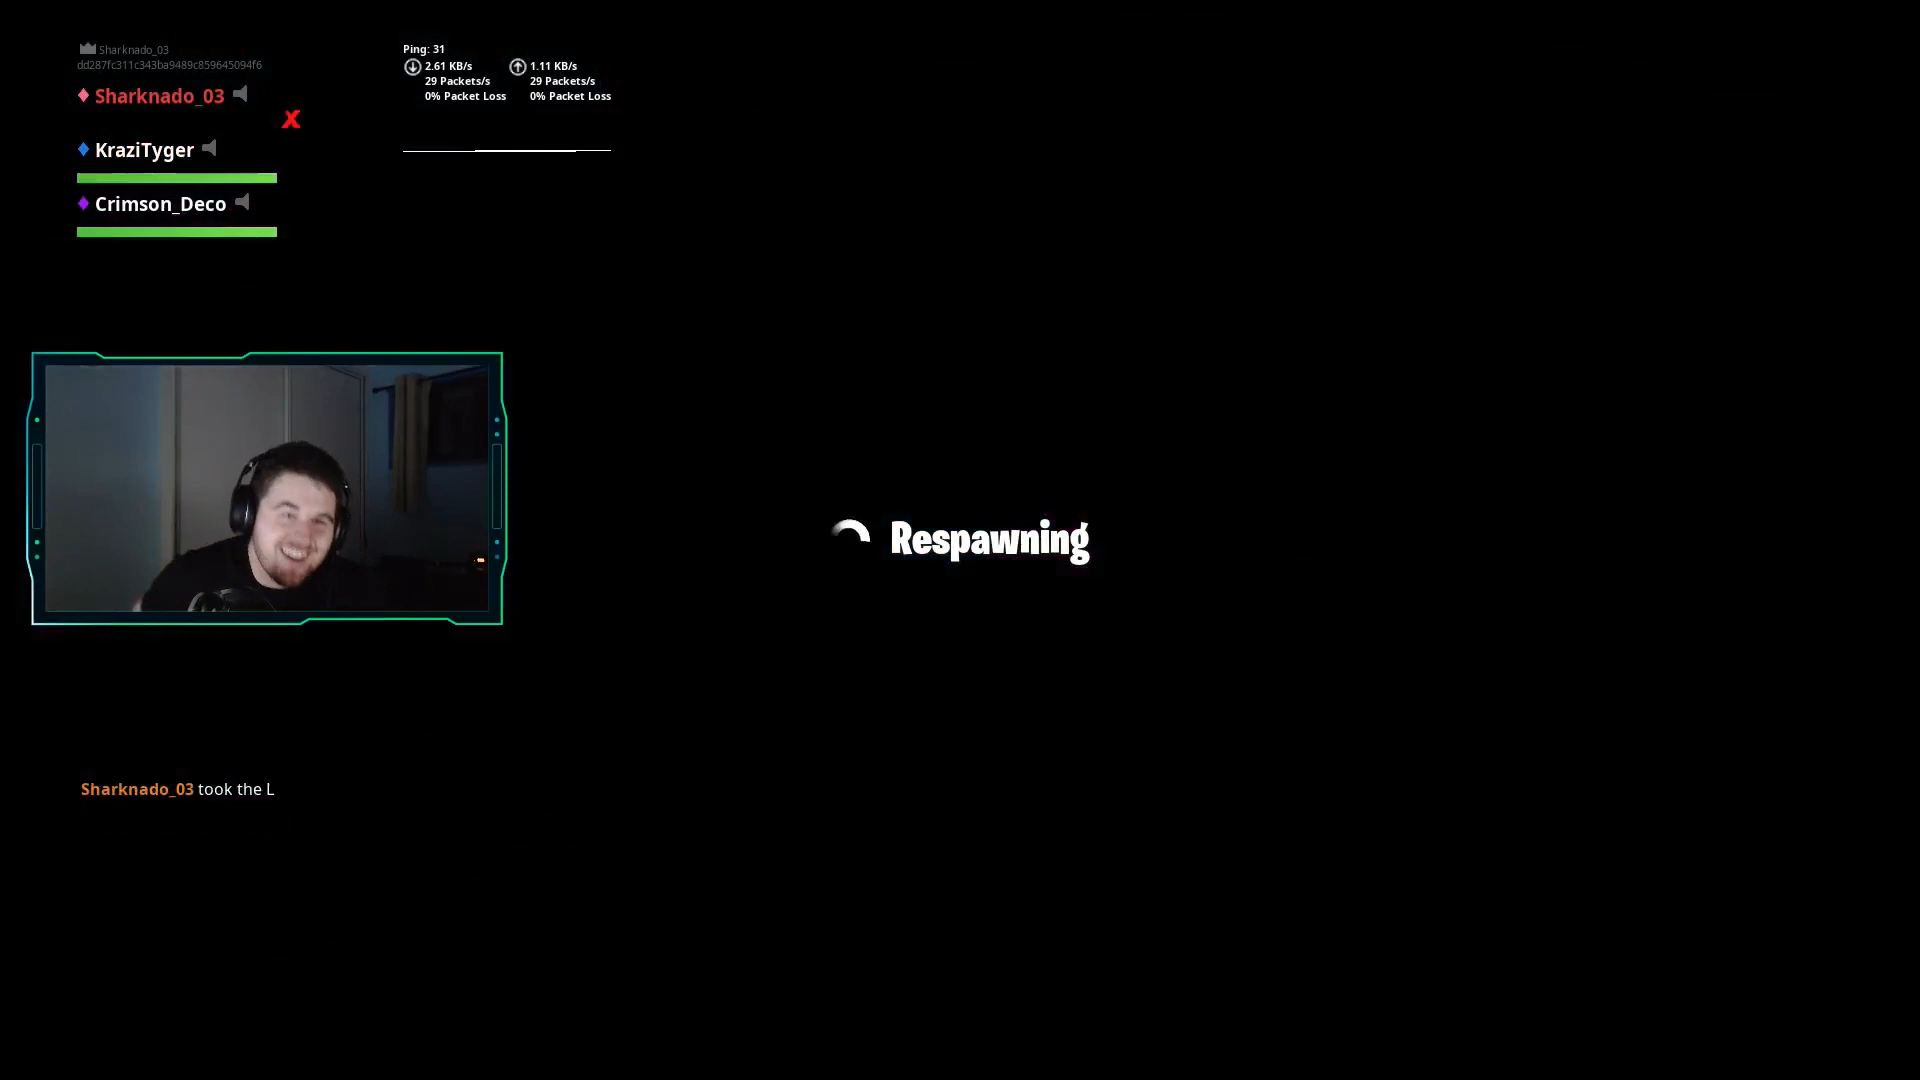 Sharknado_03
dd287fc311c343ba9489c859645094f6
Sharknado_03
X
KraziTyger
Crimson_Deco
Ping: 31
2.61 KB/s 1.11 KB/s
29 Packets/s 29 Packets/s
0% Packet Loss 0% Packet Loss
Respawning
Sharknado_03 took the L